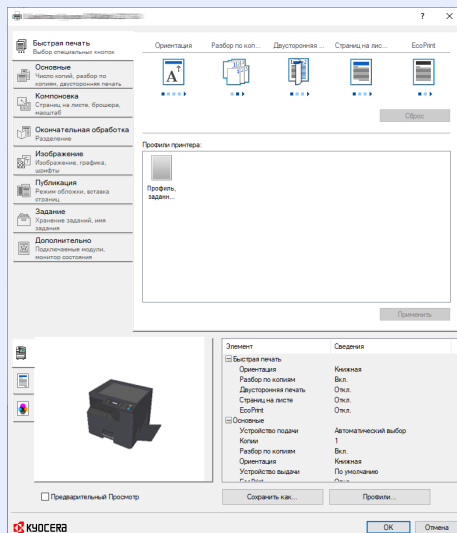 ? X
Быстрая печать
Выбор специальных кнопок
Основные
Число копий, разбор по
копиям, двусторонняя печать
Компоновка
Страниц на листе, брошюра,
масштаб
Окончательная обработка
Разделение
Изображение
Изображение, графика,
шрифты
Публикация
Режим обложки, вставка
страниц
Задание
Хранение заданий, имя
задания
Дополнительно
Подключаемые модули,
монитор состояния
Ориентация Разбор по коп... Двусторонняя ... Страниц на лис... EcoPrint
A
Сброс
Профили принтера:
Профиль,
заданн...
Применить
Элемент Сведения
Быстрая печать
Ориентация Книжная
Разбор по копиям Вкл.
Двусторонняя печать Откл.
Страниц на листе Откл.
EcoPrint Откл.
Основные
Устройство подачи Автоматический выбор
Копии 1
Разбор по копиям Вкл.
Ориентация Книжная
Устройство выдачи По умолчанию
EcoPrint Откл.
Предварительный Просмотр
Сохранить как... Профили...
KYOCERA
OK Отмена